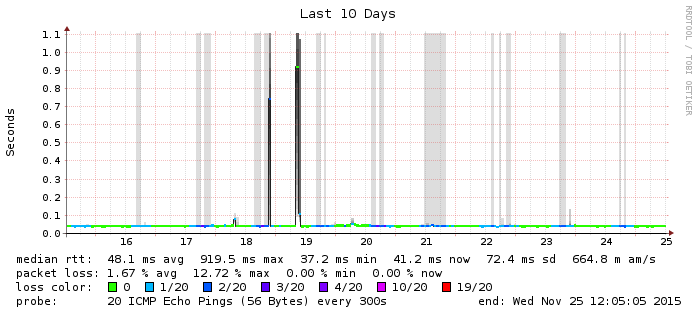 Last 10 Days
RRDTOOL / TOBI OETIKER
Seconds
1.1
1.0
0.9
0.8
0.7
0.6
0.5
0.4
0.3
0.2
0.1
0.0
16 17 18 19 20 21 22 23 24 25
median rtt: 48.1 ms avg 919.5 ms max 37.2 ms min 41.2 ms now 72.4 ms sd 664.8 m am/s
packet loss: 1.67 % avg 12.72 % max 0.00 % min 0.00 % now
loss color: 0 1/20 2/20 3/20 4/20 10/20 19/20
probe: 20 ICMP Echo Pings (56 Bytes) every 300s end: Wed Nov 25 12:05:05 2015